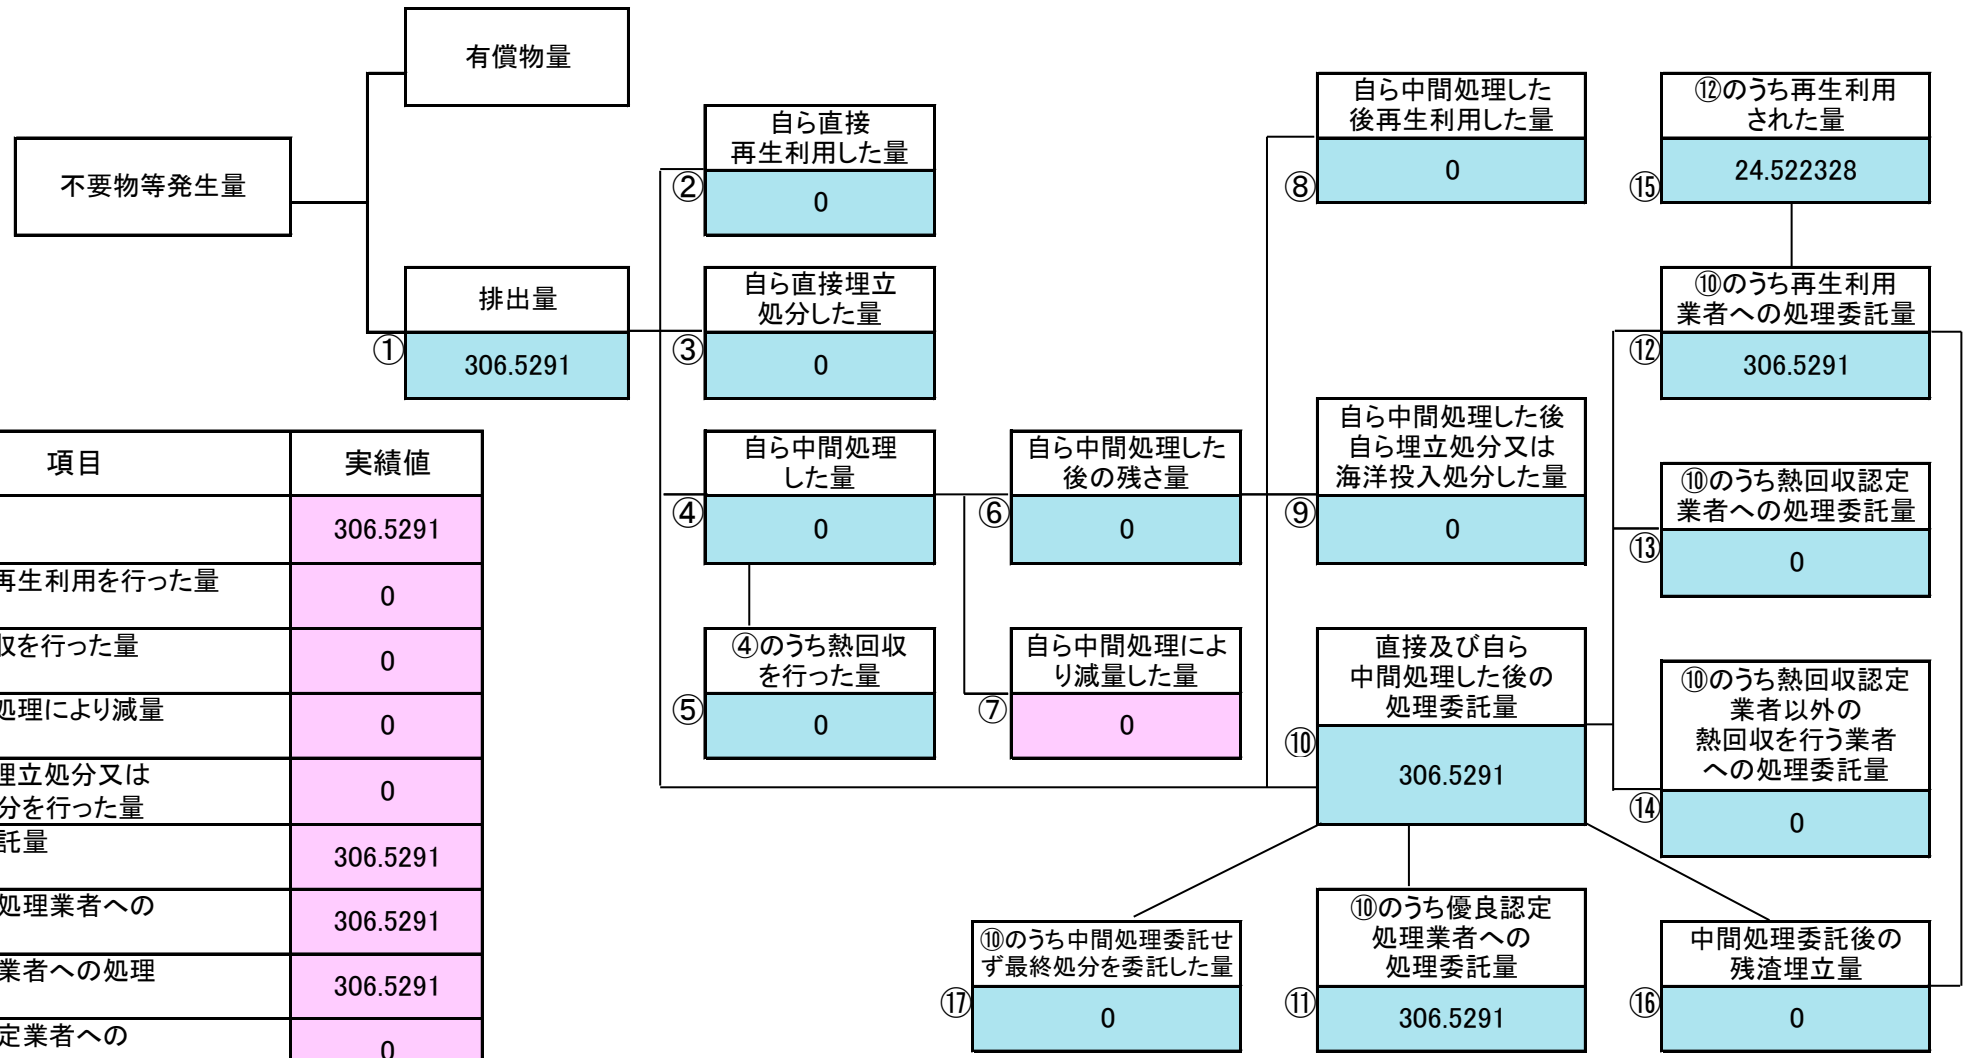 有償物量
不要物等発生量
排出量
①
306.5291
自ら直接
再生利用した量
②
0
自ら直接埋立
処分した量
③
0
自ら中間処理
した量
④
0
④のうち熱回収
を行った量
⑤
0
自ら中間処理した
後の残さ量
⑥
0
自ら中間処理によ
り減量した量
⑦
0
自ら中間処理した
後再生利用した量
⑧
0
自ら中間処理した後
自ら埋立処分又は
海洋投入処分した量
⑨
0
直接及び自ら
中間処理した後の
処理委託量
⑩
306.5291
⑩のうち優良認定
処理業者への
処理委託量
⑪
306.5291
⑫のうち再生利用
された量
⑮
24.522328
⑩のうち再生利用
業者への処理委託量
⑫
306.5291
⑩のうち熱回収認定
業者への処理委託量
⑬
0
⑩のうち熱回収認定
業者以外の
熱回収を行う業者
への処理委託量
⑭
0
中間処理委託後の
残渣埋立量
⑯
0
⑩のうち中間処理委託せ
ず最終処分を委託した量
⑰
0
項目 実績値
306.5291
再生利用を行った量
0
収を行った量
0
処理により減量
0
埋立処分又は
分を行った量
0
託量
306.5291
処理業者への
306.5291
業者への処理
306.5291
定業者への
0